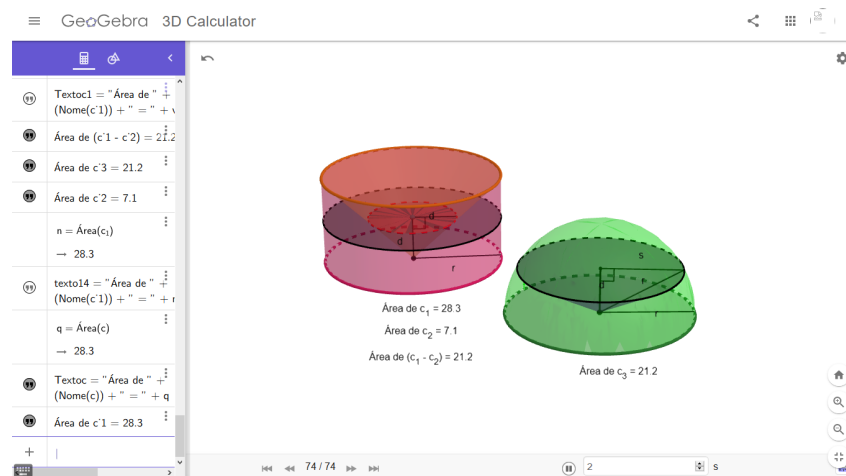 GeoGebra 3D Calculator
Textoc1 = "Área de " +
(Nome(c'1)) + " = " + v
Área de (c'1 - c'2) = 21.2
Área de c'3 = 21.2
Área de c'2 = 7.1
n = Área(c₁)
→ 28.3
texto14 = "Área de " +
(Nome(c'1)) + " = " + r
q = Área(c)
→ 28.3
Textoc = "Área de " +
(Nome(c)) + " = " + q
Área de c'1 = 28.3
d
d
r
Área de c₁ = 28.3
Área de c₂ = 7.1
Área de (c₁ - c₂) = 21.2
s
d
r
r
Área de c₃ = 21.2
74 / 74
2
s